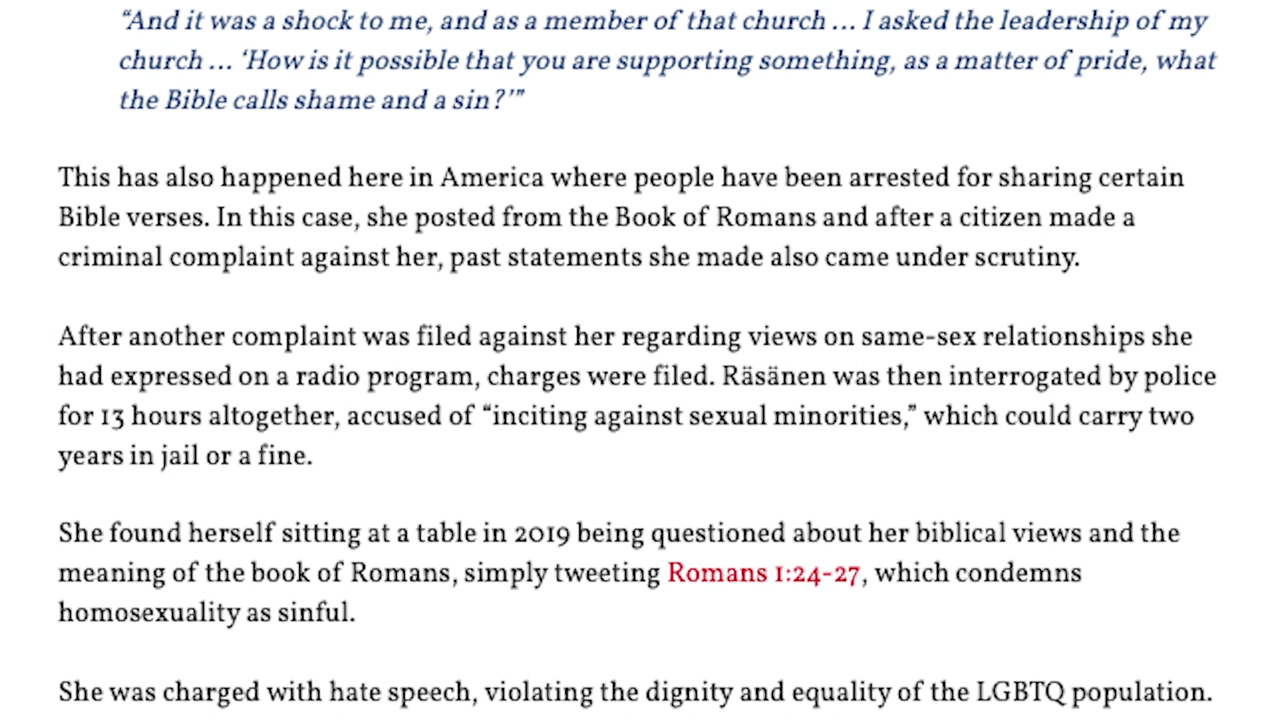 “And it was a shock to me, and as a member of that church … I asked the leadership of my
church … ‘How is it possible that you are supporting something, as a matter of pride, what
the Bible calls shame and a sin?’”
This has also happened here in America where people have been arrested for sharing certain
Bible verses. In this case, she posted from the Book of Romans and after a citizen made a
criminal complaint against her, past statements she made also came under scrutiny.
After another complaint was filed against her regarding views on same-sex relationships she
had expressed on a radio program, charges were filed. Räsänen was then interrogated by police
for 13 hours altogether, accused of “inciting against sexual minorities,” which could carry two
years in jail or a fine.
She found herself sitting at a table in 2019 being questioned about her biblical views and the
meaning of the book of Romans, simply tweeting Romans 1:24-27, which condemns
homosexuality as sinful.
She was charged with hate speech, violating the dignity and equality of the LGBTQ population.